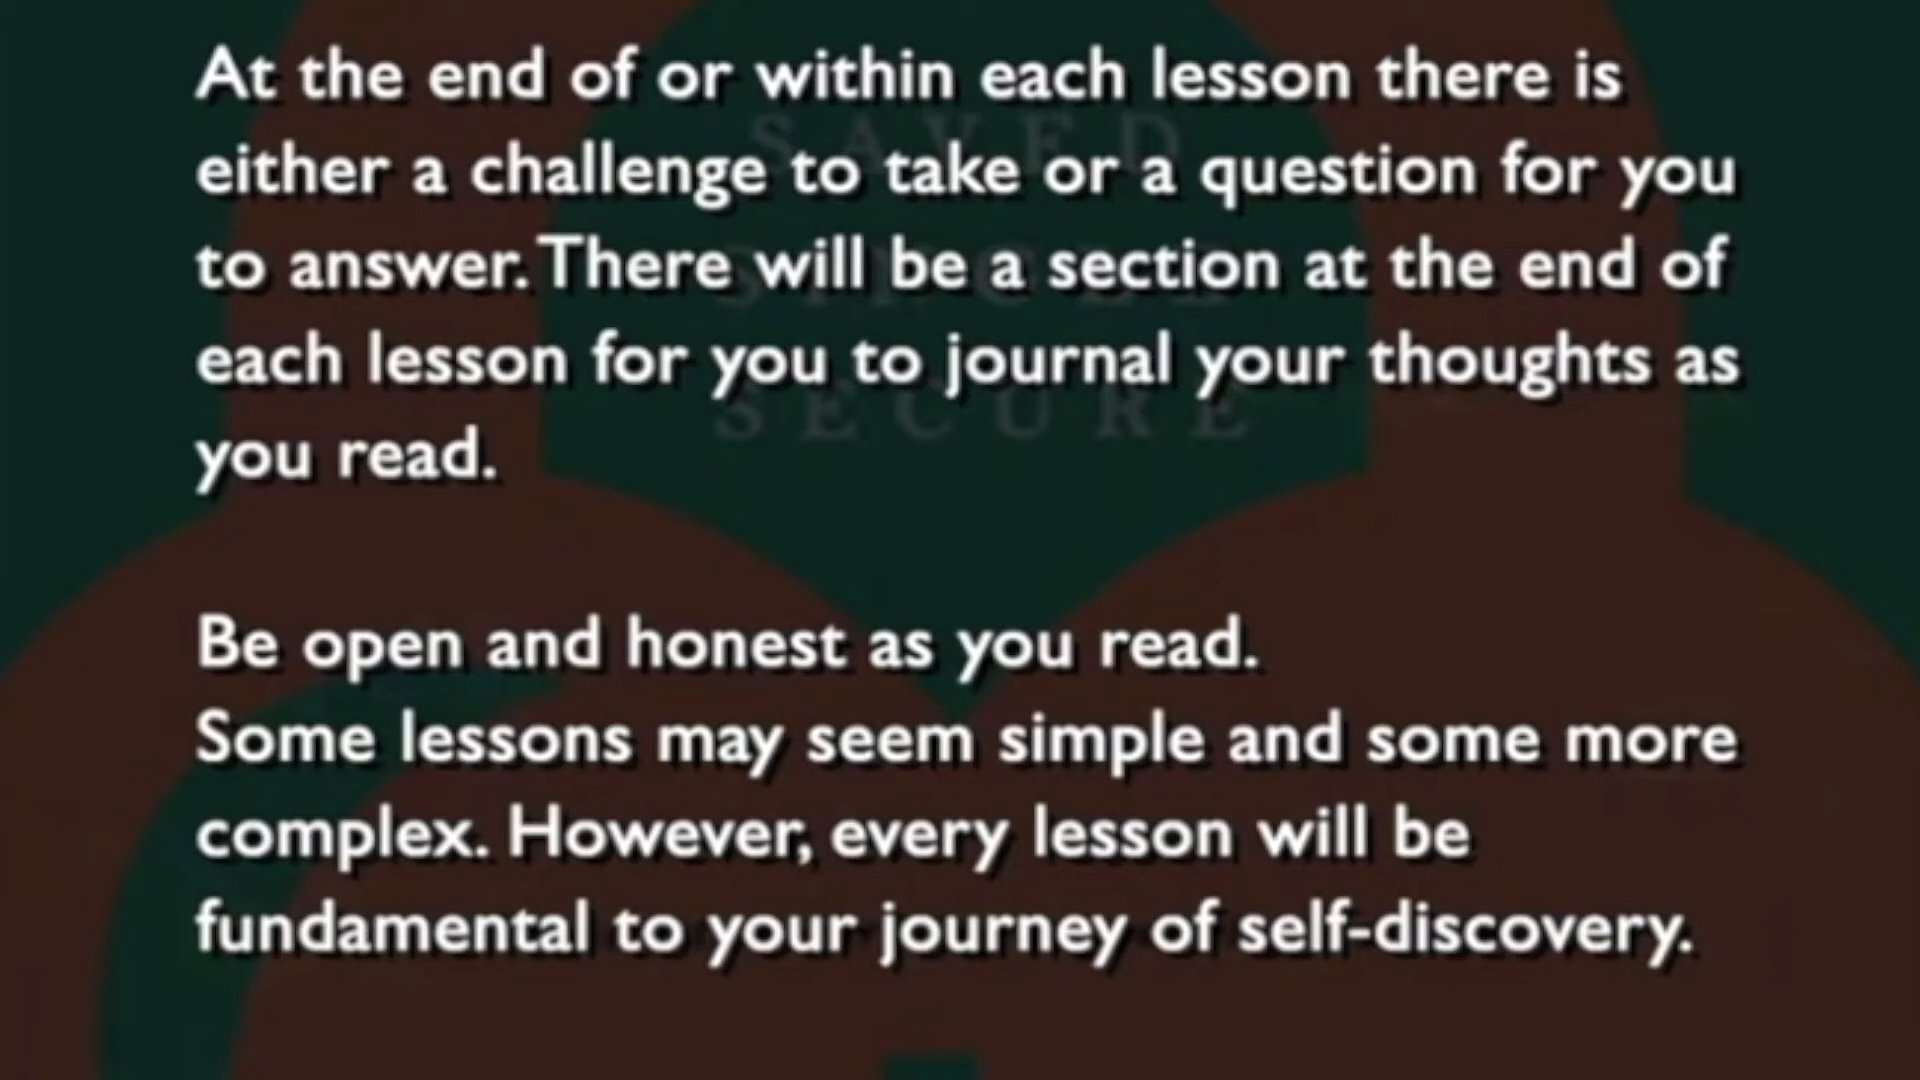 At the end of or within each lesson there is
either a challenge to take or a question for you
to answer. There will be a section at the end of
each lesson for you to journal your thoughts as
you read.
Be open and honest as you read.
Some lessons may seem simple and some more
complex. However, every lesson will be
fundamental to your journey of self-discovery.
SAVED
SINGLE
SECURE